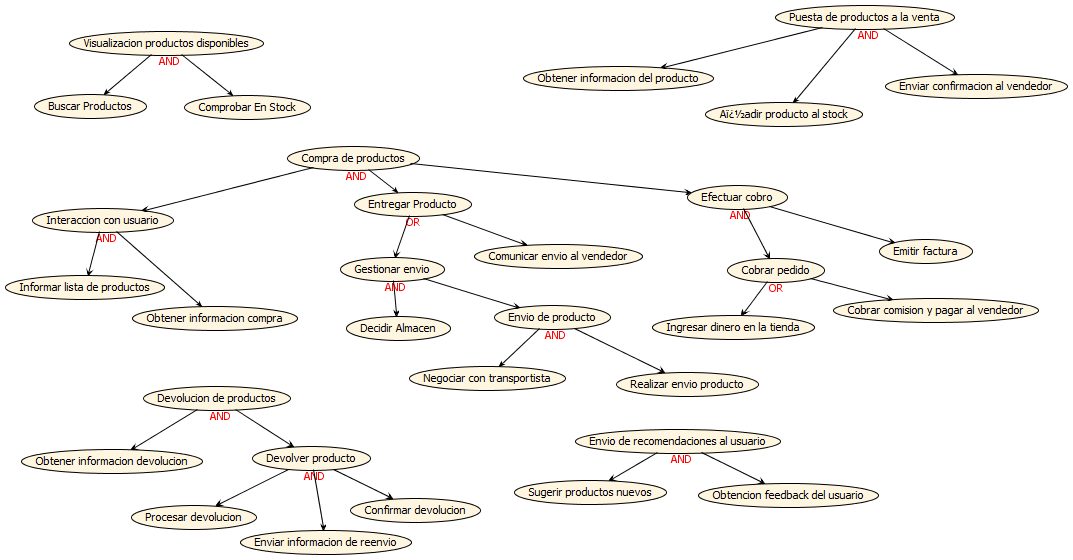 Visualizacion productos disponibles
AND
Buscar Productos
Comprobar En Stock
Puesta de productos a la venta
AND
Obtener informacion del producto
Aï¿½adir producto al stock
Enviar confirmacion al vendedor
Compra de productos
AND
Interaccion con usuario
AND
Informar lista de productos
Obtener informacion compra
Entregar Producto
OR
Gestionar envio
AND
Comunicar envio al vendedor
Decidir Almacen
Envio de producto
AND
Negociar con transportista
Realizar envio producto
Efectuar cobro
AND
Emitir factura
Cobrar pedido
OR
Ingresar dinero en la tienda
Cobrar comision y pagar al vendedor
Devolucion de productos
AND
Obtener informacion devolucion
Devolver producto
AND
Procesar devolucion
Enviar informacion de reenvio
Confirmar devolucion
Envio de recomendaciones al usuario
AND
Sugerir productos nuevos
Obtencion feedback del usuario